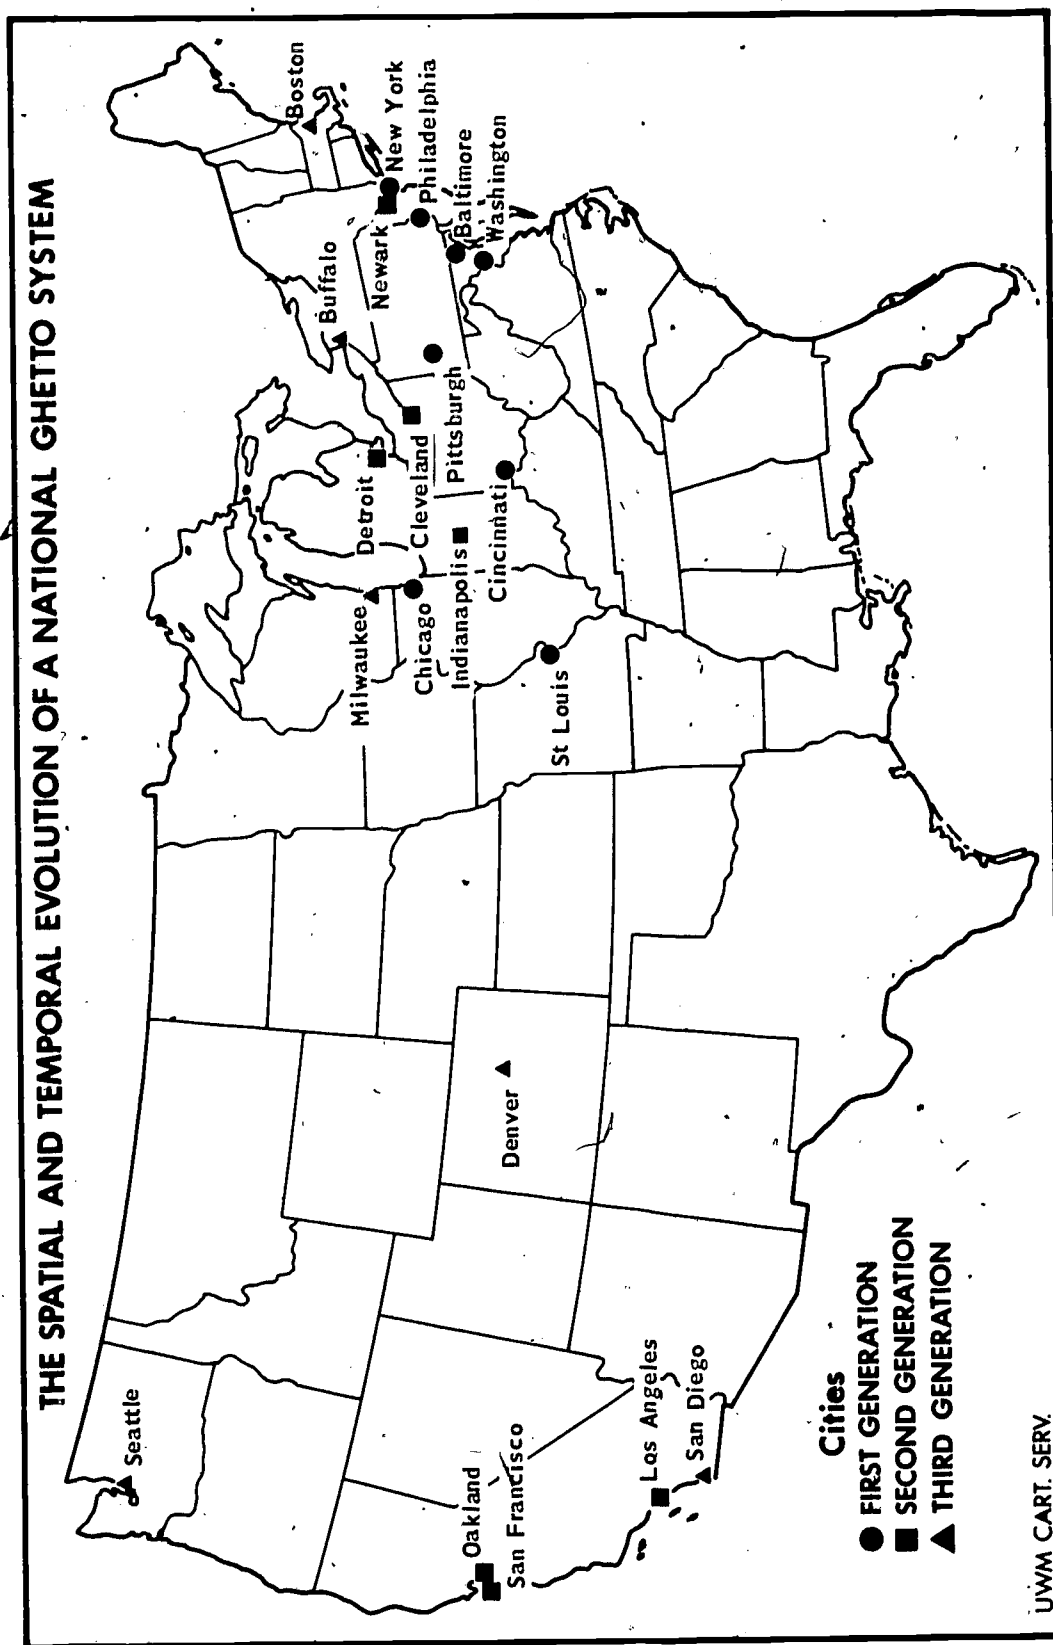 THE SPATIAL AND TEMPORAL EVOLUTION OF A NATIONAL GHETTO SYSTEM
Seattle
Oakland
San Francisco
Los Angeles
San Diego
Denver
Milwaukee
Chicago
Indianapolis
St Louis
Detroit
Cleveland
Cincinnati
Pittsburgh
Buffalo
Newark
Boston
New York
Philadelphia
Baltimore
Washington
Cities
FIRST GENERATION
SECOND GENERATION
THIRD GENERATION
UWM CART. SERV.